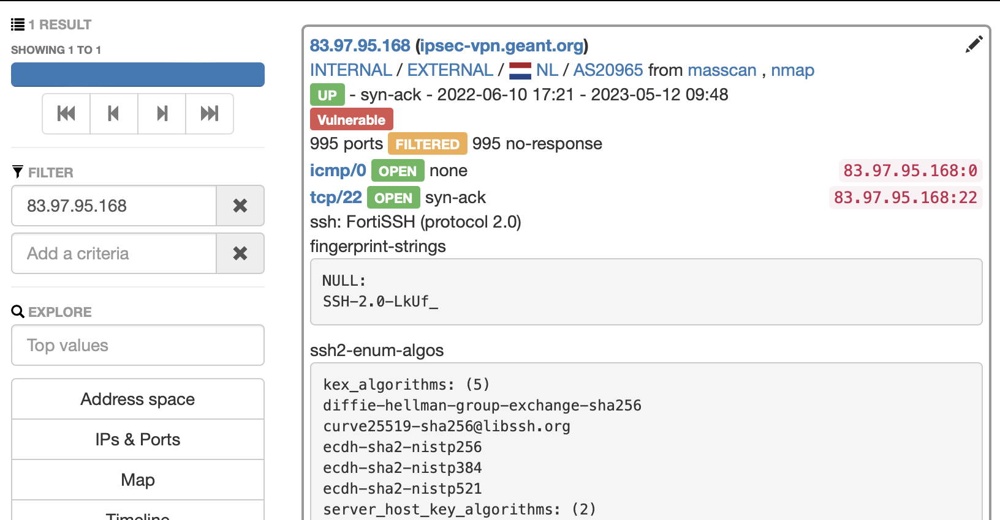 1 RESULT
SHOWING 1 TO 1
FILTER
83.97.95.168
Add a criteria
EXPLORE
Top values
Address space
IPs & Ports
Map
Timeline
83.97.95.168 (ipsec-vpn.geant.org)
INTERNAL / EXTERNAL / NL / AS20965 from masscan , nmap
UP - syn-ack - 2022-06-10 17:21 - 2023-05-12 09:48
Vulnerable
995 ports FILTERED 995 no-response
icmp/0 OPEN none 83.97.95.168:0
tcp/22 OPEN syn-ack 83.97.95.168:22
ssh: FortiSSH (protocol 2.0)
fingerprint-strings
NULL:
SSH-2.0-LkUf_
ssh2-enum-algos
kex_algorithms: (5)
diffie-hellman-group-exchange-sha256
curve25519-sha256@libssh.org
ecdh-sha2-nistp256
ecdh-sha2-nistp384
ecdh-sha2-nistp521
server_host_key_algorithms: (2)